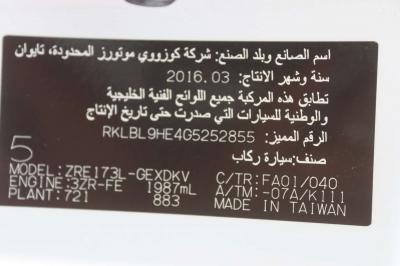 اسم الصانع وبلد الصنع: شركة كوزووي موتورز المحدودة، تايوان
سنة وشهر الانتاج: 2016.03
تطابق هذه المركبة جميع اللوائح الفنية الخليجية
والوطنية للسيارات التي سردت حتى تاريخ الإنتاج
الرقم المميز: RKLBL9HE4G5252855
صنف: سيارة ركاب
5
MODEL: ZRE173L-GEXDKV C/TR: FA01/040
ENGINE: 3ZR-FE 1987mL A/TM: -07A/K111
PLANT: 721 883 MADE IN TAIWAN